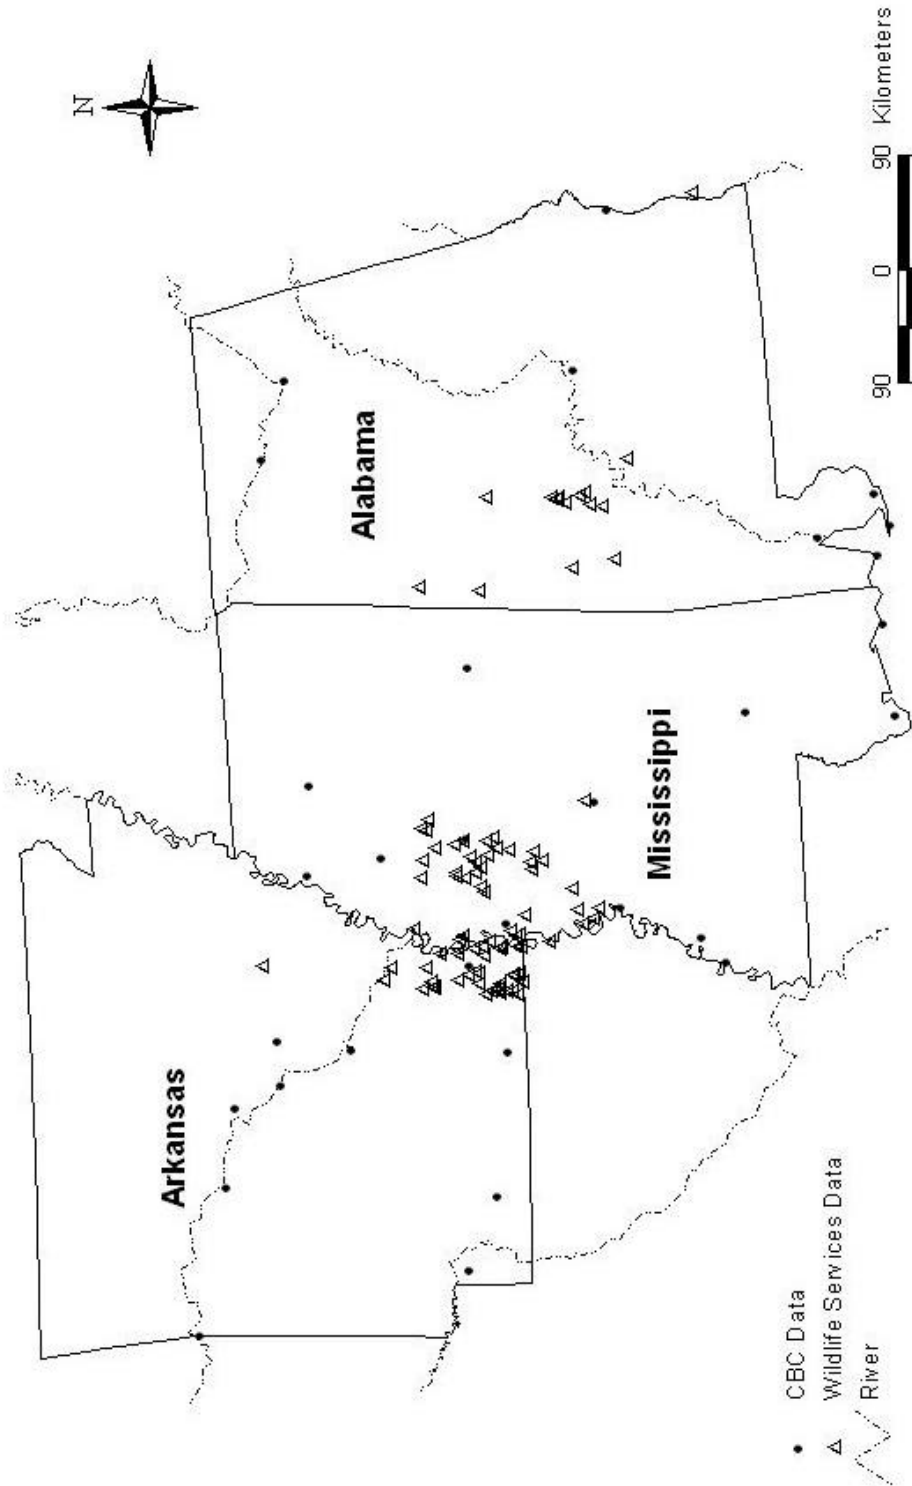 N
Arkansas
Alabama
Mississippi
CBC Data
Wildlife Services Data
River
90 0 90 Kilometers